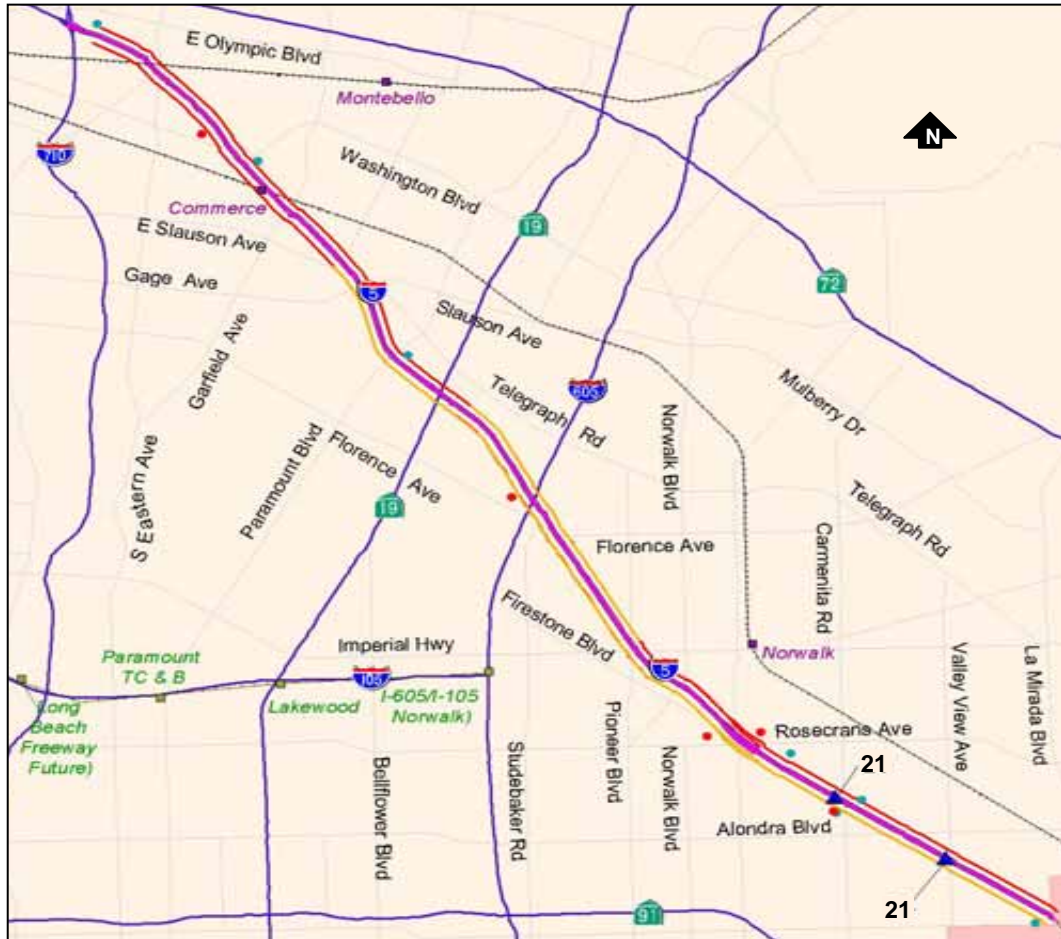 E Olympic Blvd
Montebello
N
710
Washington Blvd
Commerce
19
E Slauson Ave
Gage Ave
72
5
Slauson Ave
Garfield Ave
Telegraph Rd
605
Mulberry Dr
Norwalk Blvd
Paramount Blvd
Florence Ave
S Eastern Ave
19
Telegraph Rd
Florence Ave
Carmenita Rd
Firestone Blvd
Imperial Hwy
Norwalk
Paramount
TC & B
105
5
Valley View Ave
La Mirada Blvd
Long
Beach
Freeway
Future)
Lakewood
I-605/I-105
Norwalk)
Pioneer Blvd
Rosecrans Ave
Bellflower Blvd
Studebaker Rd
Norwalk Blvd
21
Alondra Blvd
21
91